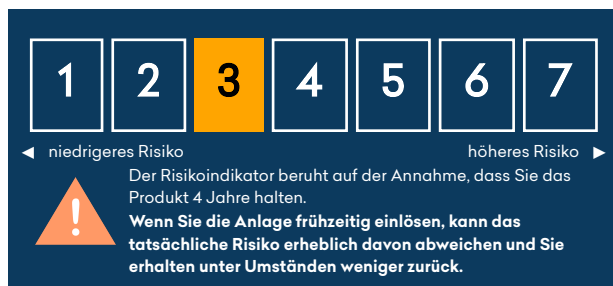 1 2 3 4 5 6 7
◄ niedrigeres Risiko höheres Risiko ►
Der Risikoindikator beruht auf der Annahme, dass Sie das
Produkt 4 Jahre halten.
!
Wenn Sie die Anlage frühzeitig einlösen, kann das
tatsächliche Risiko erheblich davon abweichen und Sie
erhalten unter Umständen weniger zurück.